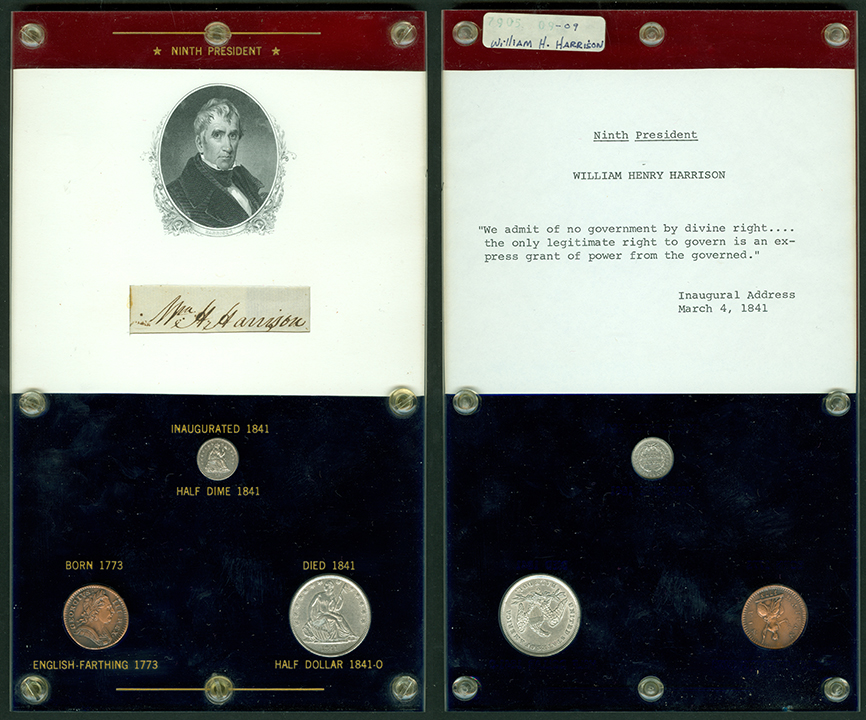 ★ NINTH PRESIDENT ★
HARRISON
Wm H. Harrison
INAUGURATED 1841
HALF DIME 1841
BORN 1773
ENGLISH-FARTHING 1773
DIED 1841
HALF DOLLAR 1841-O
-09
William H. Harrison
Ninth President
WILLIAM HENRY HARRISON
"We admit of no government by divine right....
the only legitimate right to govern is an ex-
press grant of power from the governed."
Inaugural Address
March 4, 1841